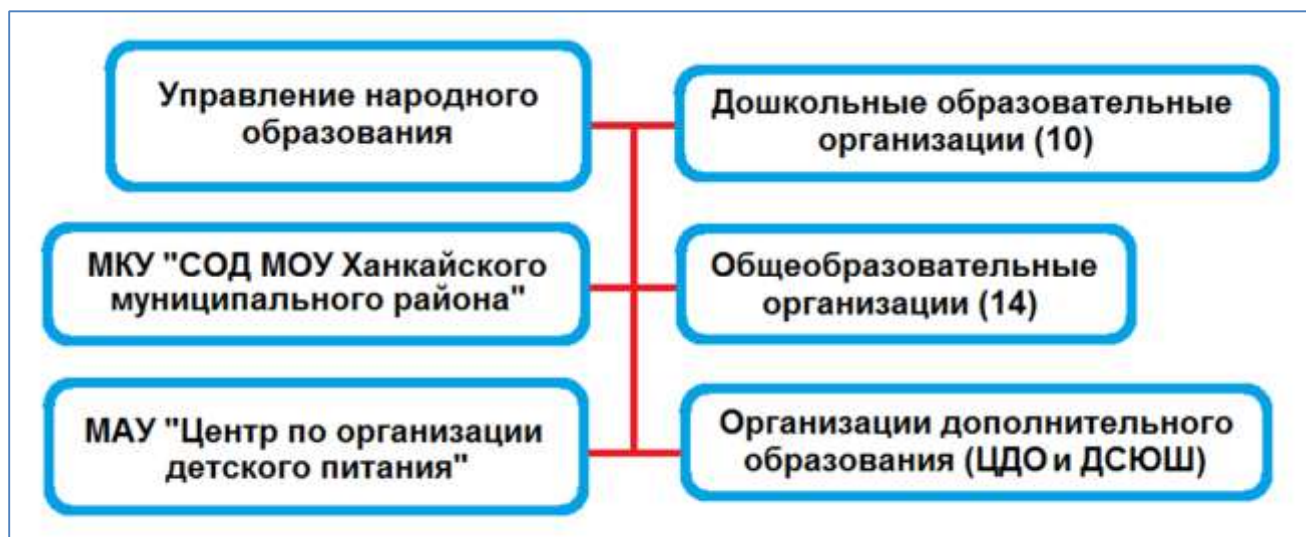 Управление народного
образования
Дошкольные образовательные
организации (10)
МКУ "СОД МОУ Ханкайского
муниципального района"
Общеобразовательные
организации (14)
МАУ "Центр по организации
детского питания"
Организации дополнительного
образования (ЦДО и ДСЮШ)